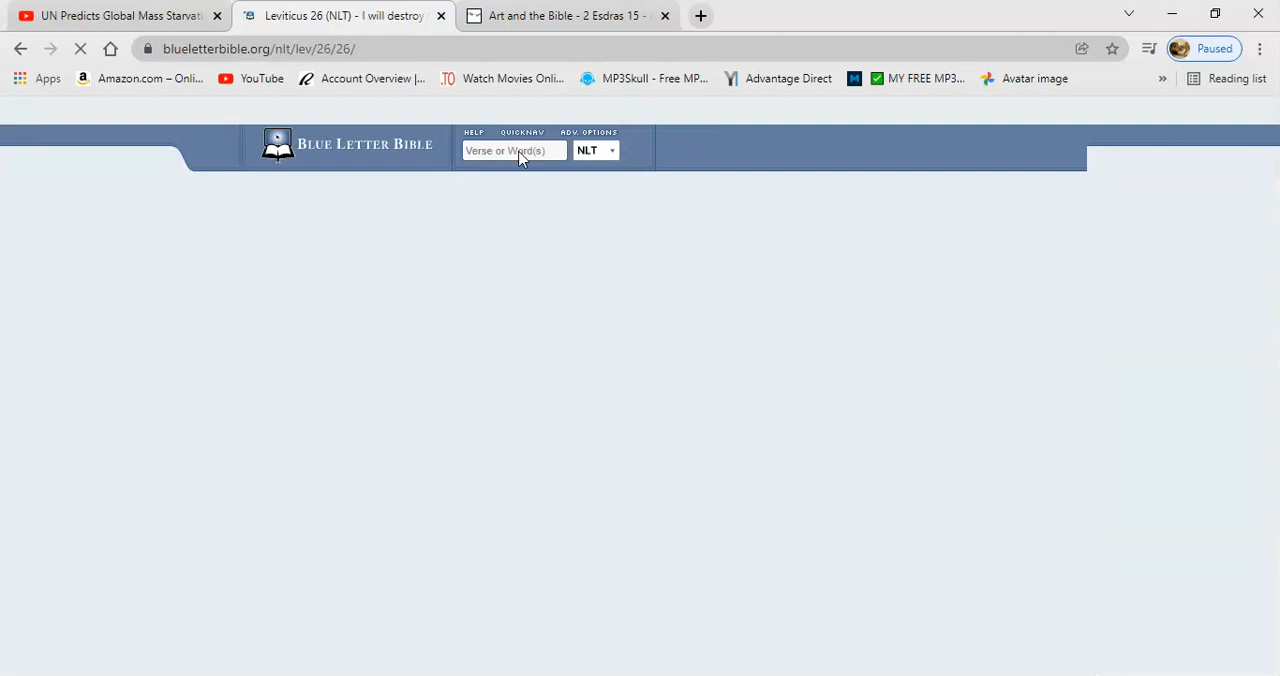 UN Predicts Global Mass Starvati
Leviticus 26 (NLT) - I will destroy
Art and the Bible - 2 Esdras 15 -
blueletterbible.org/nlt/lev/26/26/
Paused
Apps
Amazon.com – Onli...
YouTube
Account Overview |...
.TO Watch Movies Onli...
MP3Skull - Free MP...
Advantage Direct
M
MY FREE MP3...
Avatar image
»
Reading list
BLUE LETTER BIBLE
HELP QUICKNAV ADV. OPTIONS
Verse or Word(s) NLT